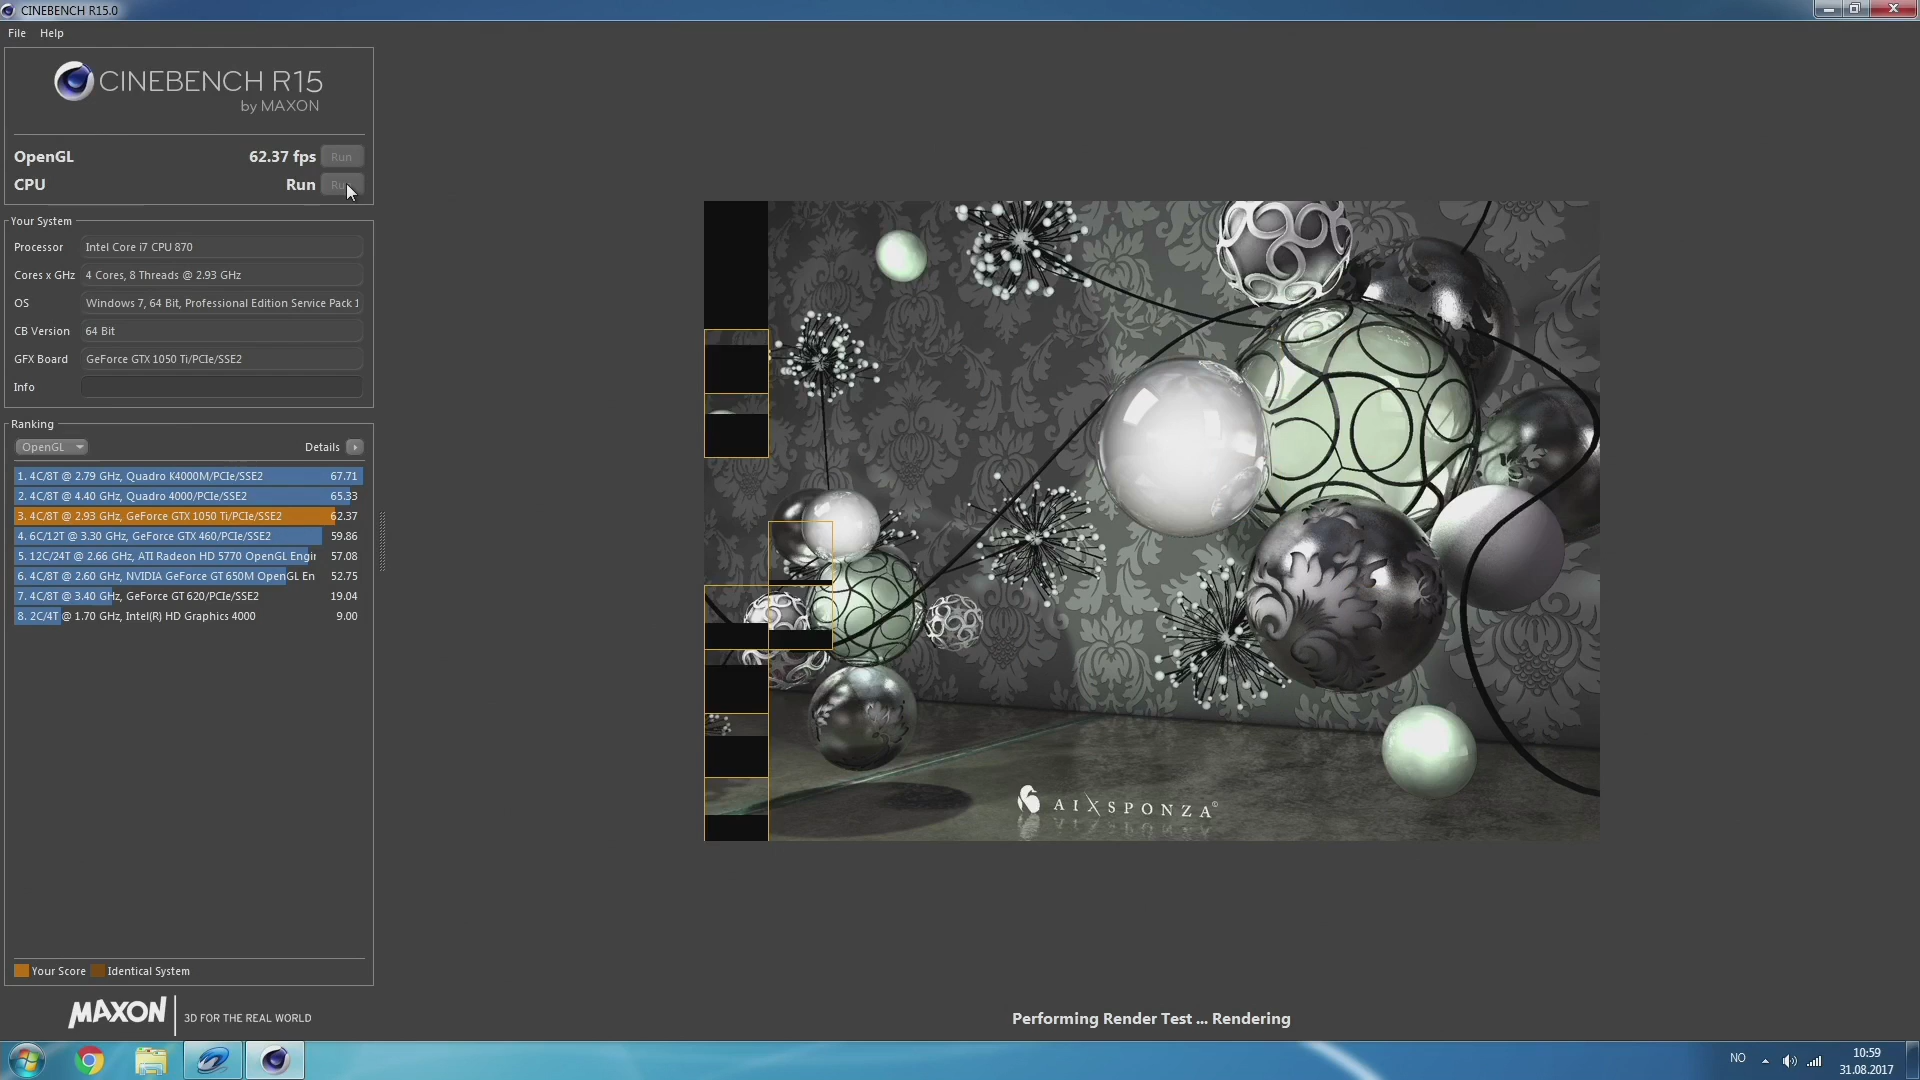 CINEBENCH R15.0
File Help
CINEBENCH R15
by MAXON
OpenGL 62.37 fps Run
CPU Run
Your System
Processor Intel Core i7 CPU 870
Cores x GHz 4 Cores, 8 Threads @ 2.93 GHz
OS Windows 7, 64 Bit, Professional Edition Service Pack 1
CB Version 64 Bit
GFX Board GeForce GTX 1050 Ti/PCIe/SSE2
Info
Ranking
OpenGL Details
1. 4C/8T @ 2.79 GHz, Quadro K4000M/PCIe/SSE2 67.71
2. 4C/8T @ 4.40 GHz, Quadro 4000/PCIe/SSE2 65.33
3. 4C/8T @ 2.93 GHz, GeForce GTX 1050 Ti/PCIe/SSE2 62.37
4. 6C/12T @ 3.30 GHz, GeForce GTX 460/PCIe/SSE2 59.86
5. 12C/24T @ 2.66 GHz, ATI Radeon HD 5770 OpenGL Engin 57.08
6. 4C/8T @ 2.60 GHz, NVIDIA GeForce GT 650M OpenGL En 52.75
7. 4C/8T @ 3.40 GHz, GeForce GT 620/PCIe/SSE2 19.04
8. 2C/4T @ 1.70 GHz, Intel(R) HD Graphics 4000 9.00
AIXSPONZA®
Your Score Identical System
MAXON 3D FOR THE REAL WORLD
Performing Render Test ... Rendering
NO
10:59
31.08.2017